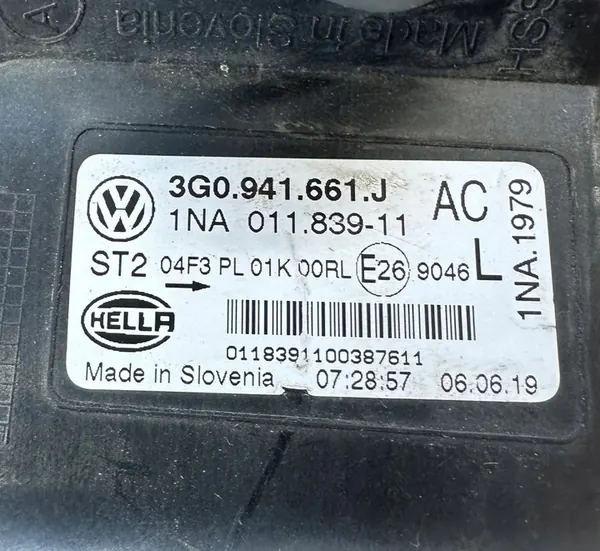 A
Made in Slovenia
HS
3G0.941.661.J AC
1NA 011.839-11
ST2 04F3 PL 01K 00RL E26 9046 L
1NA.1979
HELLA
0118391100387611
Made in Slovenia 07:28:57 06.06.19